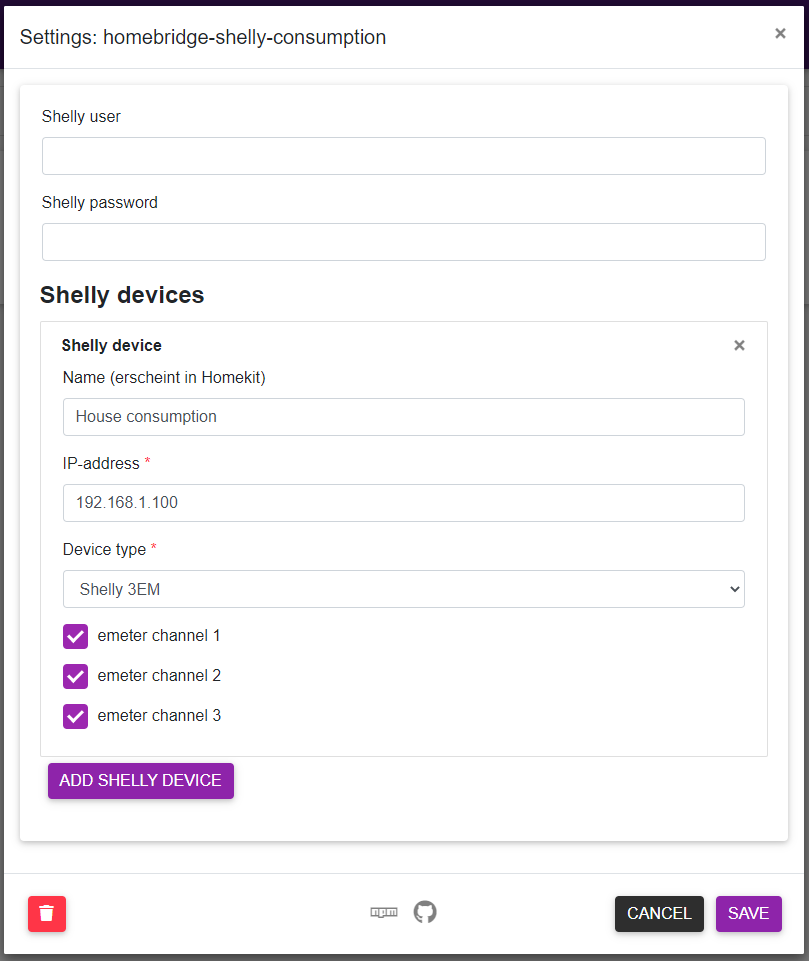 Settings: homebridge-shelly-consumption
×
Shelly user
Shelly password
Shelly devices
Shelly device
×
Name (erscheint in Homekit)
House consumption
IP-address *
192.168.1.100
Device type *
Shelly 3EM
emeter channel 1
emeter channel 2
emeter channel 3
ADD SHELLY DEVICE
npm
CANCEL
SAVE